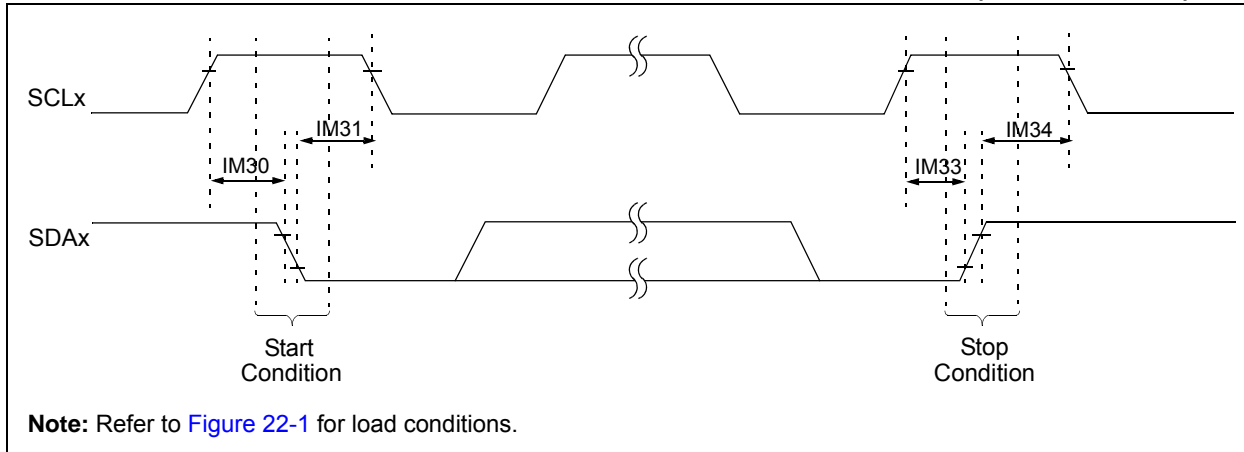 SCLx
IM31
IM34
IM30
IM33
SDAx
Start
Condition
Stop
Condition
Note: Refer to Figure 22-1 for load conditions.